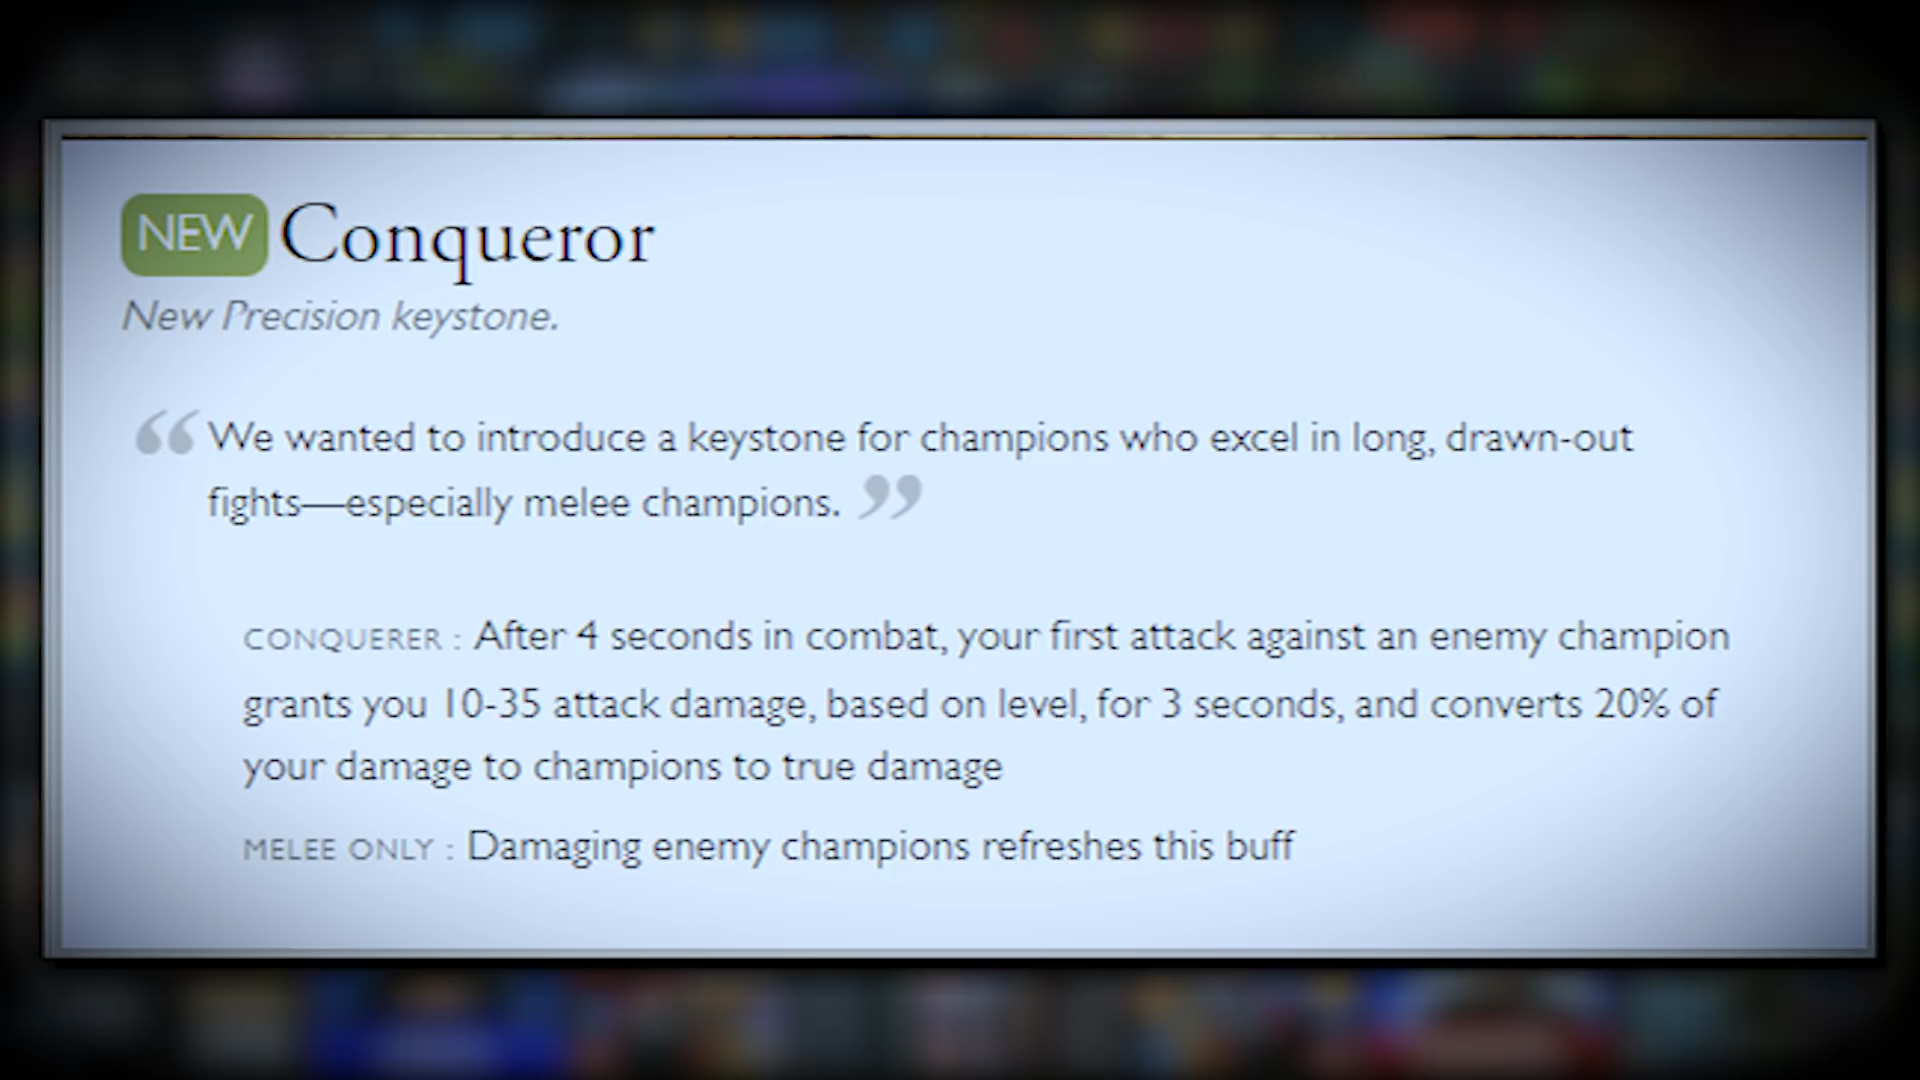 NEW Conqueror
New Precision keystone.
“ We wanted to introduce a keystone for champions who excel in long, drawn-out
fights—especially melee champions. ”
CONQUERER : After 4 seconds in combat, your first attack against an enemy champion
grants you 10-35 attack damage, based on level, for 3 seconds, and converts 20% of
your damage to champions to true damage
MELEE ONLY : Damaging enemy champions refreshes this buff